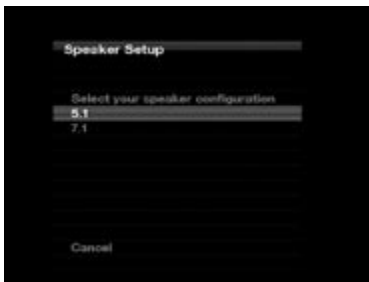 Speaker Setup
Select your speaker configuration
5.1
7.1
Cancel